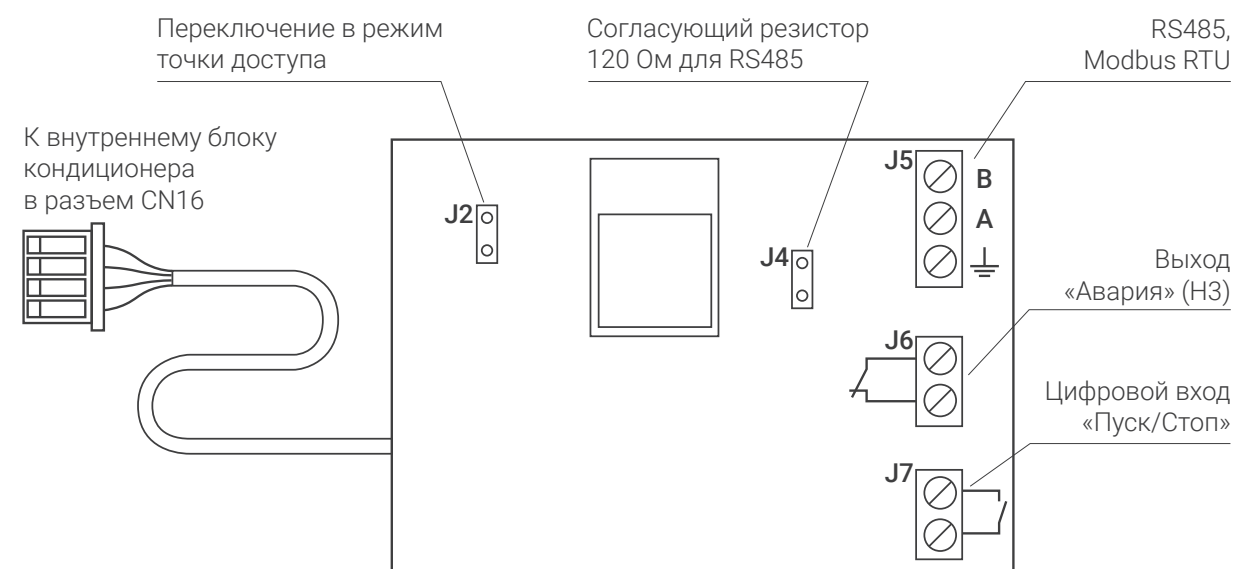 Переключение в режим
точки доступа
Согласующий резистор
120 Ом для RS485
RS485,
Modbus RTU
К внутреннему блоку
кондиционера
в разъем CN16
J2
J4
J5
B
A
Выход
«Авария» (НЗ)
J6
Цифровой вход
«Пуск/Стоп»
J7